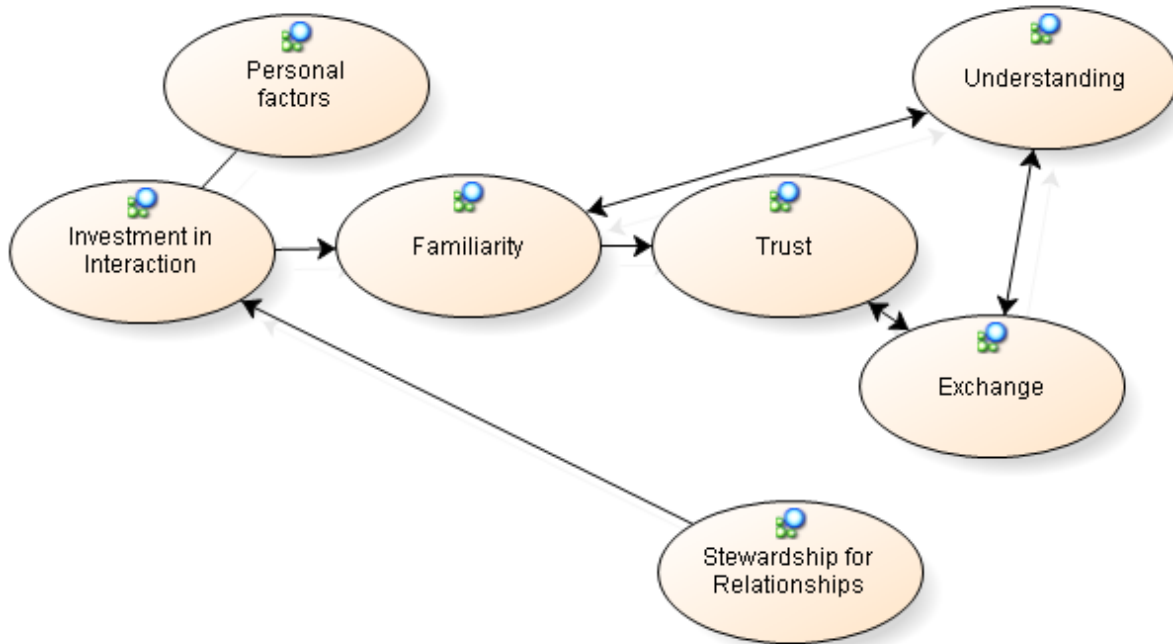 Personal
factors
Understanding
Investment in
Interaction
Familiarity
Trust
Exchange
Stewardship for
Relationships